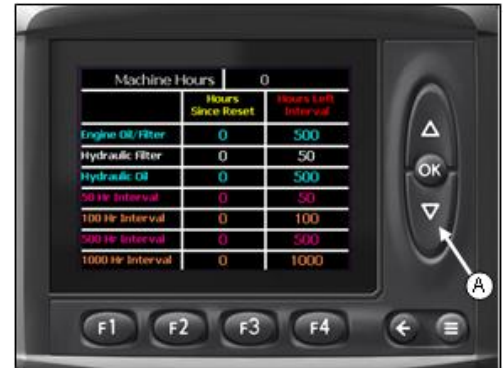 Machine Hours 0
Hours Since Reset Hours Left Interval
Engine Oil/Filter 0 500
Hydraulic Filter 0 50
Hydraulic Oil 0 500
50 Hr Interval 0 50
100 Hr Interval 0 100
500 Hr Interval 0 500
1000 Hr Interval 0 1000
OK
A
F1 F2 F3 F4